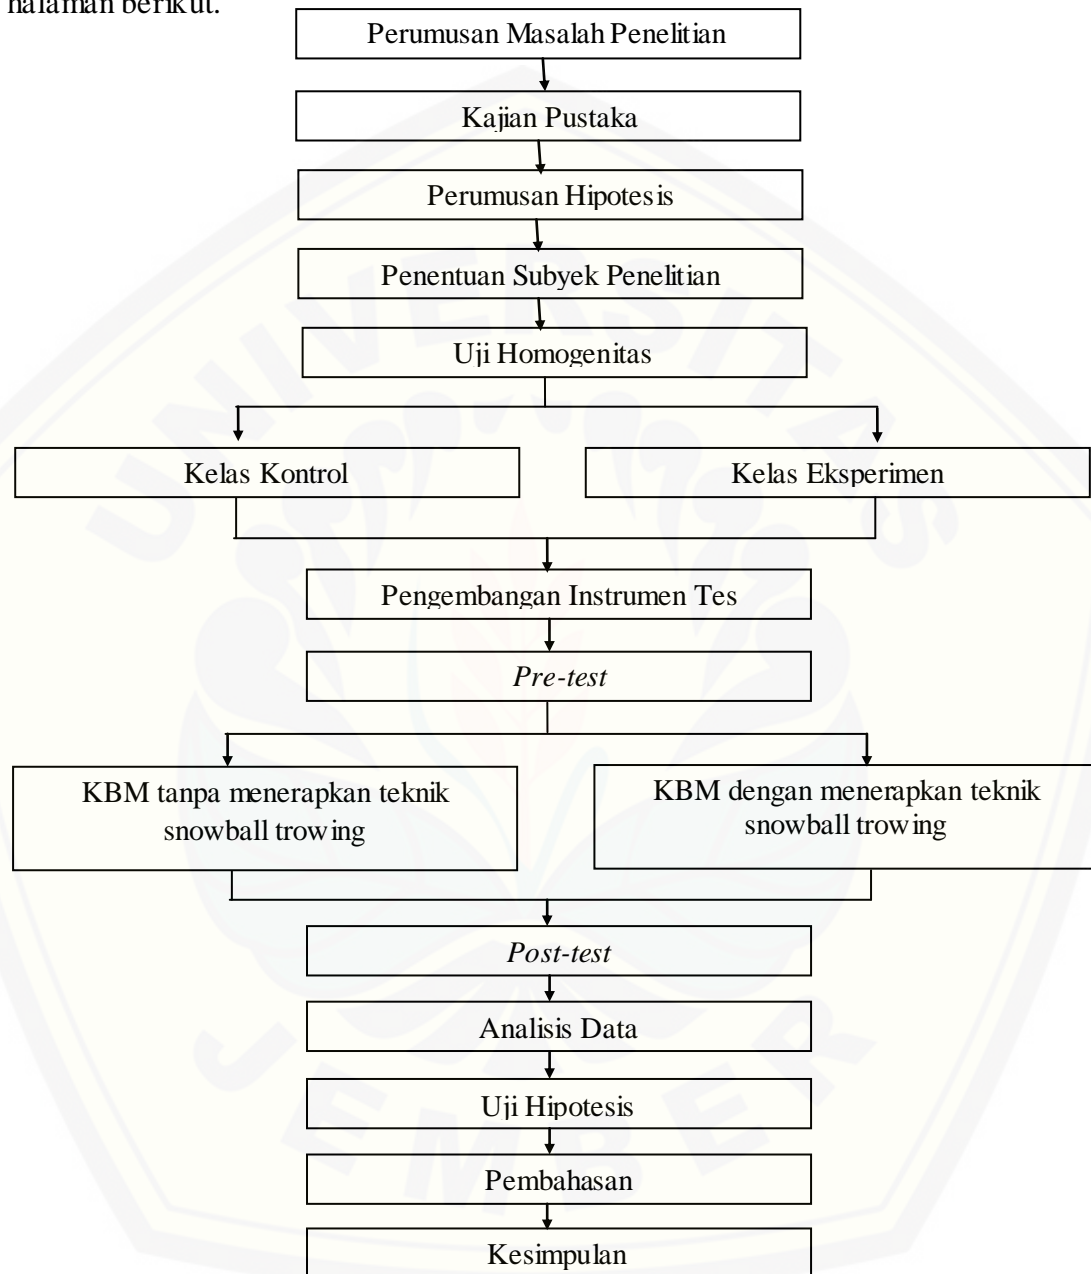 halaman berikut.
Perumusan Masalah Penelitian
Kajian Pustaka
Perumusan Hipotesis
Penentuan Subyek Penelitian
Uji Homogenitas
Kelas Kontrol
Kelas Eksperimen
Pengembangan Instrumen Tes
Pre-test
KBM tanpa menerapkan teknik
snowball trowing
KBM dengan menerapkan teknik
snowball trowing
Post-test
Analisis Data
Uji Hipotesis
Pembahasan
Kesimpulan
UNIVERSITAS
JEMBER